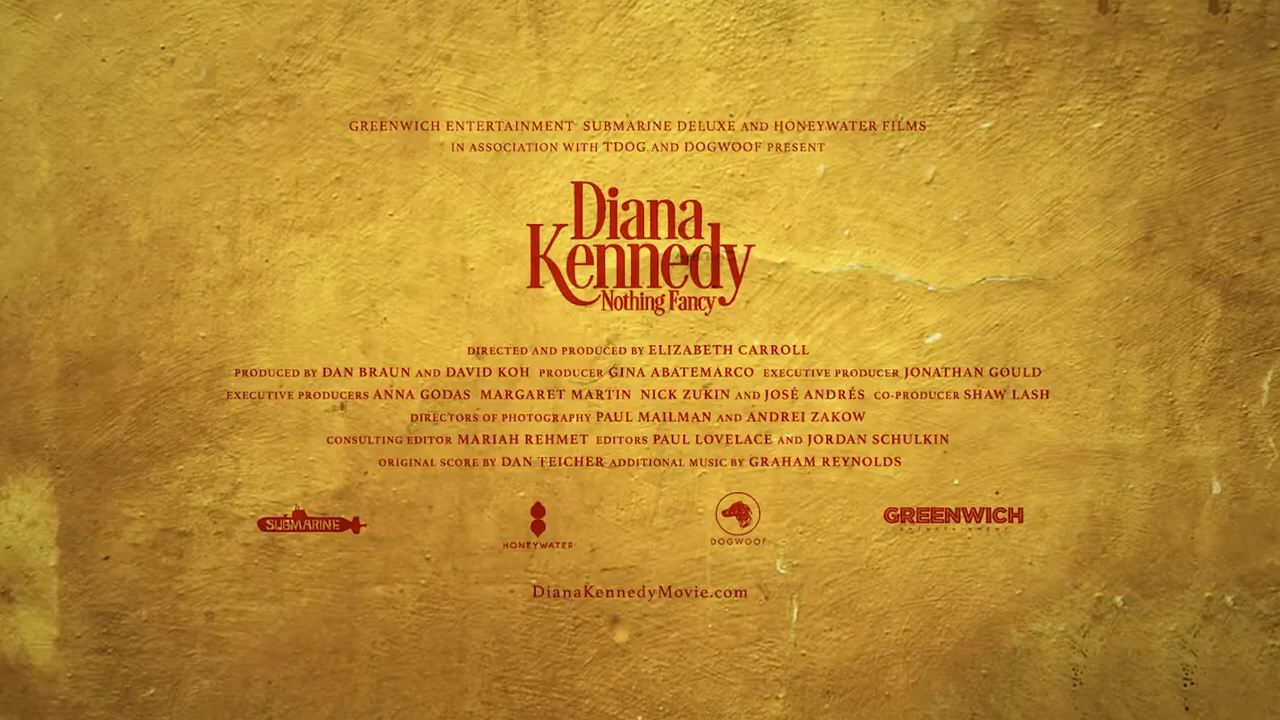 GREENWICH ENTERTAINMENT SUBMARINE DELUXE AND HONEYWATER FILMS
IN ASSOCIATION WITH TDOG AND DOGWOOF PRESENT
Diana
Kennedy
Nothing Fancy
DIRECTED AND PRODUCED BY ELIZABETH CARROLL
PRODUCED BY DAN BRAUN AND DAVID KOH PRODUCER GINA ABATEMARCO EXECUTIVE PRODUCER JONATHAN GOULD
EXECUTIVE PRODUCERS ANNA GODAS MARGARET MARTIN NICK ZUKIN AND JOSÉ ANDRÉS CO-PRODUCER SHAW LASH
DIRECTORS OF PHOTOGRAPHY PAUL MAILMAN AND ANDREI ZAKOW
CONSULTING EDITOR MARIAH REHMET EDITORS PAUL LOVELACE AND JORDAN SCHULKIN
ORIGINAL SCORE BY DAN TEICHER ADDITIONAL MUSIC BY GRAHAM REYNOLDS
SUBMARINE
HONEYWATER
DOGWOOF
GREENWICH
ENTERTAINMENT
DianaKennedyMovie.com